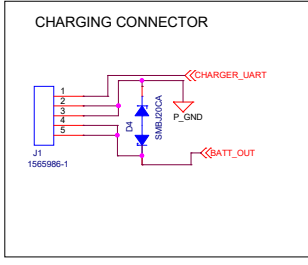 CHARGING CONNECTOR
CHARGER_UART
1
2
3
4
5
P_GND
D4
SMBJ20CA
J1
1565986-1
BATT_OUT